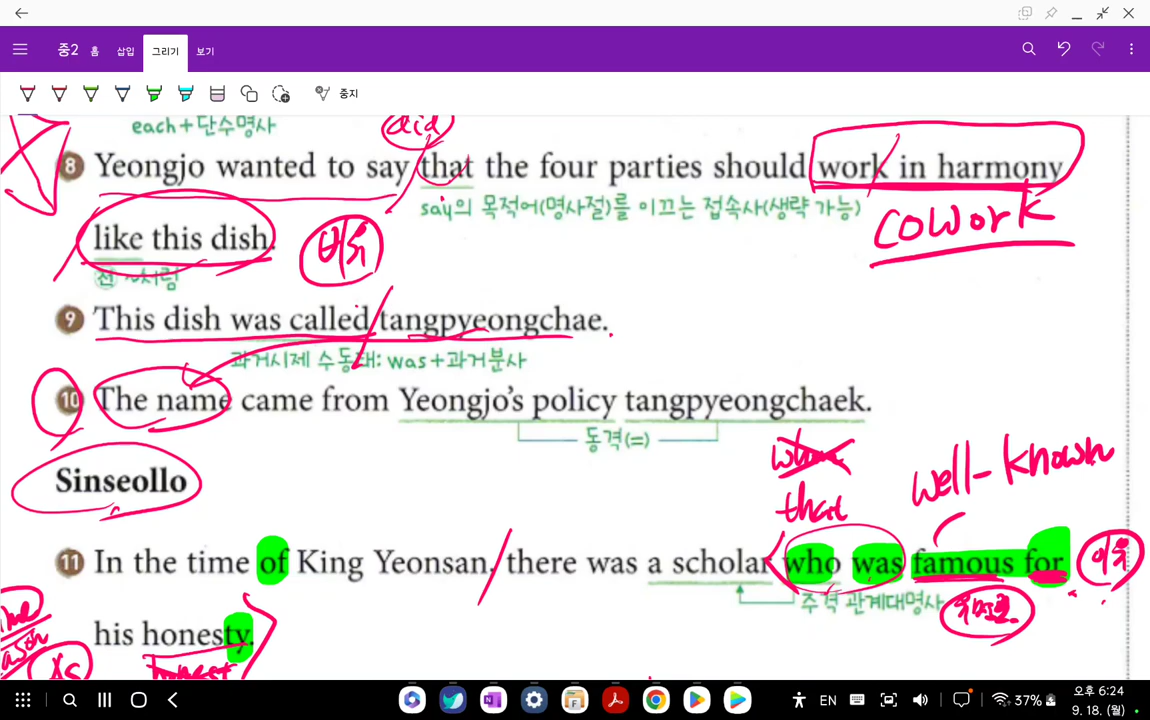 중2 홈 삽입 그리기 보기
중지
each+단수명사
did
8 Yeongjo wanted to say that the four parties should work in harmony
say의 목적어(명사절)를 이끄는 접속사(생략 가능)
cowork
like this dish.
비유
전 ~처럼
9 This dish was called tangpyeongchae.
과거시제 수동태: was+과거분사
10 The name came from Yeongjo's policy tangpyeongchaek.
동격(=)
well-known
Sinseollo
that
11 In the time of King Yeonsan, there was a scholar who was famous for
이유
주격 관계대명사
his honesty.
honest
EN
37%
오후 6:24
9. 18. (월)